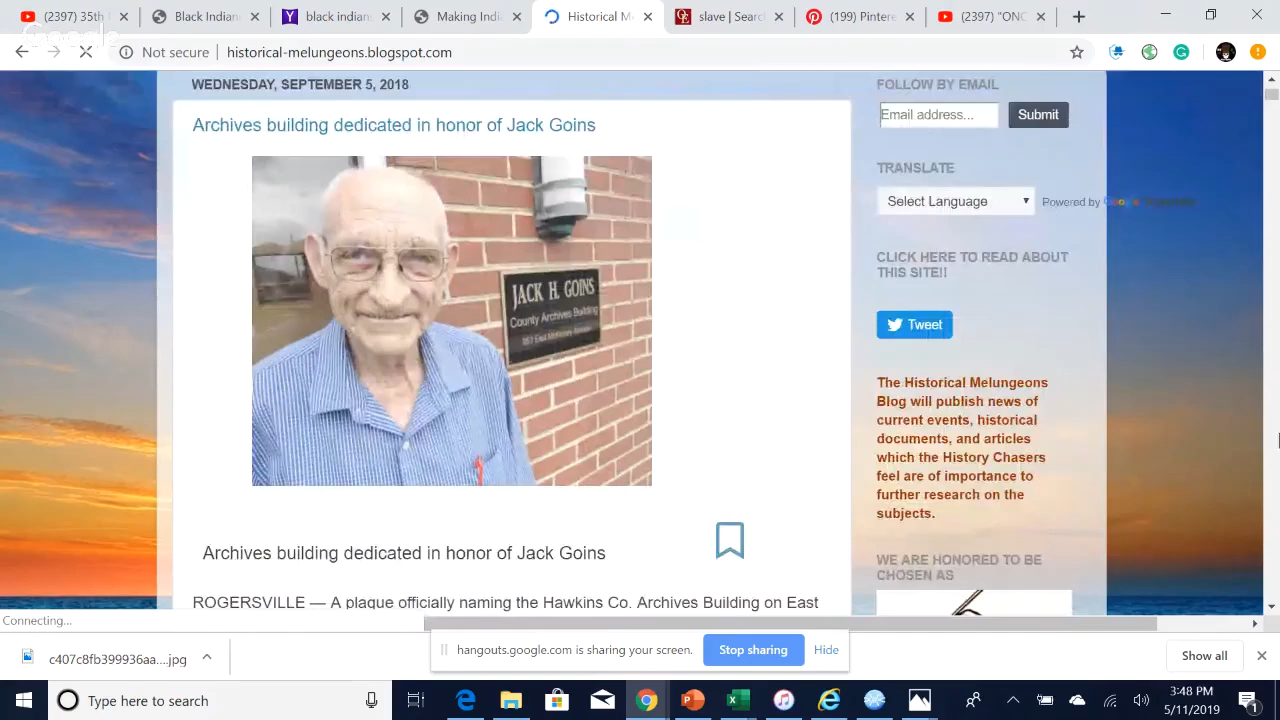 (2397) 35th
Black Indian
black indians
Making India
Historical M
slave | Searc
(199) Pintere
(2397) "ONC
Google
Not secure
historical-melungeons.blogspot.com
WEDNESDAY, SEPTEMBER 5, 2018
Archives building dedicated in honor of Jack Goins
JACK H. GOINS
County Archives Building
Archives building dedicated in honor of Jack Goins
ROGERSVILLE — A plaque officially naming the Hawkins Co. Archives Building on East
FOLLOW BY EMAIL
Email address...
Submit
TRANSLATE
Select Language
Powered by
CLICK HERE TO READ ABOUT
THIS SITE!!
Tweet
The Historical Melungeons
Blog will publish news of
current events, historical
documents, and articles
which the History Chasers
feel are of importance to
further research on the
subjects.
WE ARE HONORED TO BE
CHOSEN AS
Connecting...
hangouts.google.com is sharing your screen.
Stop sharing
Hide
c407c8fb399936aa....jpg
Show all
Type here to search
3:48 PM
5/11/2019
1